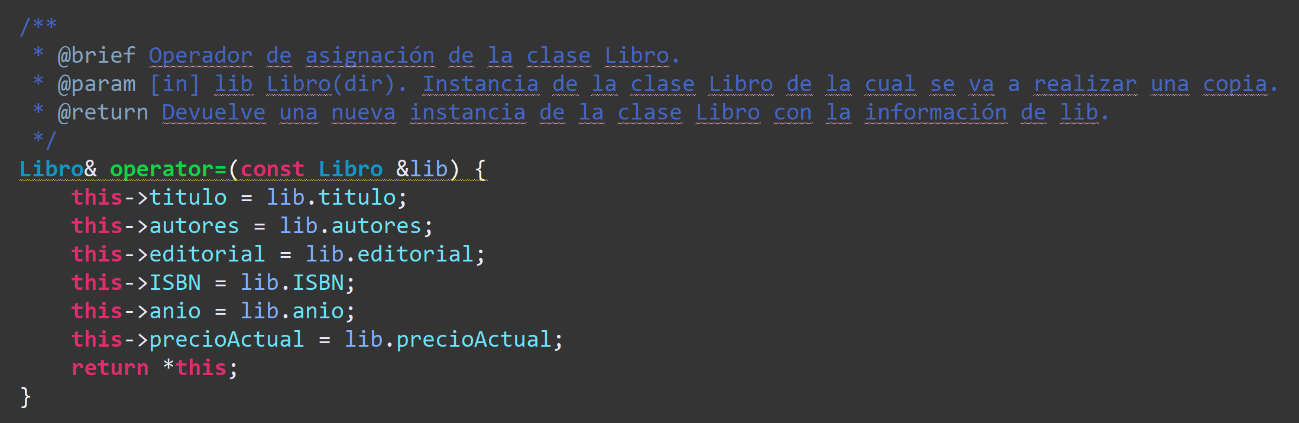 /**
 * @brief Operador de asignación de la clase Libro.
 * @param [in] lib Libro(dir). Instancia de la clase Libro de la cual se va a realizar una copia.
 * @return Devuelve una nueva instancia de la clase Libro con la información de lib.
 */
Libro& operator=(const Libro &lib) {
    this->titulo = lib.titulo;
    this->autores = lib.autores;
    this->editorial = lib.editorial;
    this->ISBN = lib.ISBN;
    this->anio = lib.anio;
    this->precioActual = lib.precioActual;
    return *this;
}